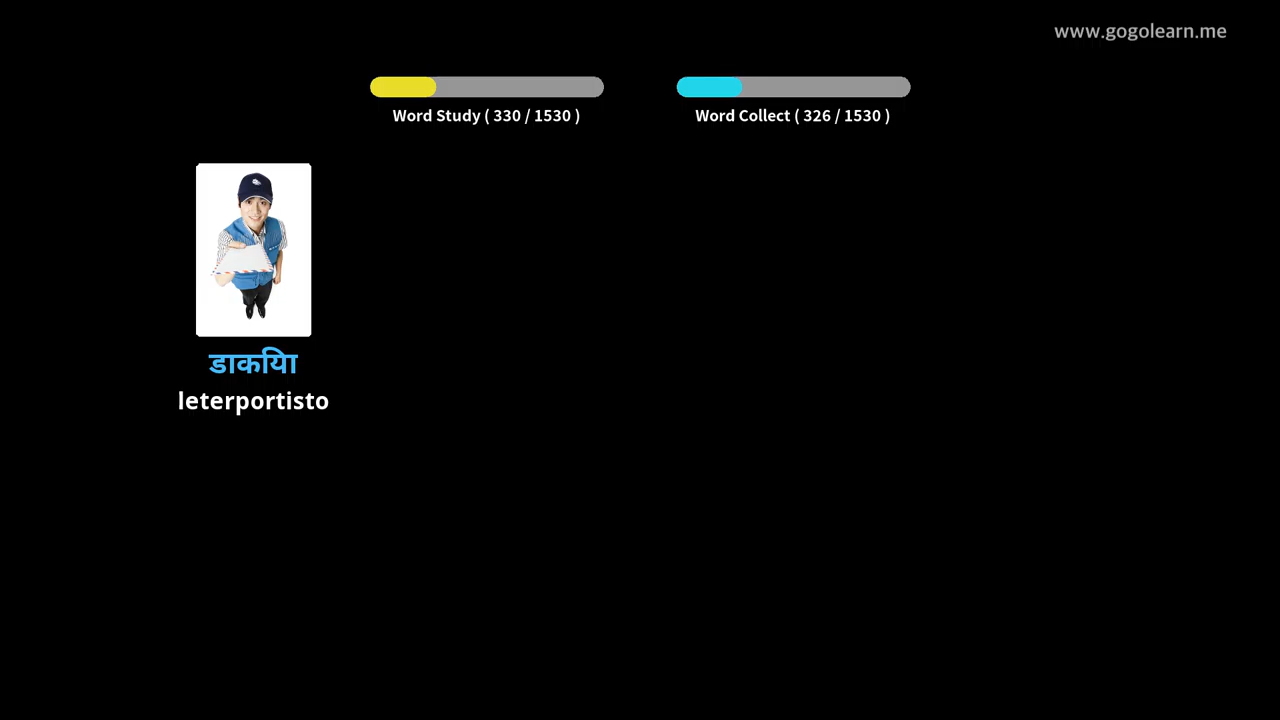 www.gogolearn.me
Word Study ( 330 / 1530 )
Word Collect ( 326 / 1530 )
डाकिया
leterportisto